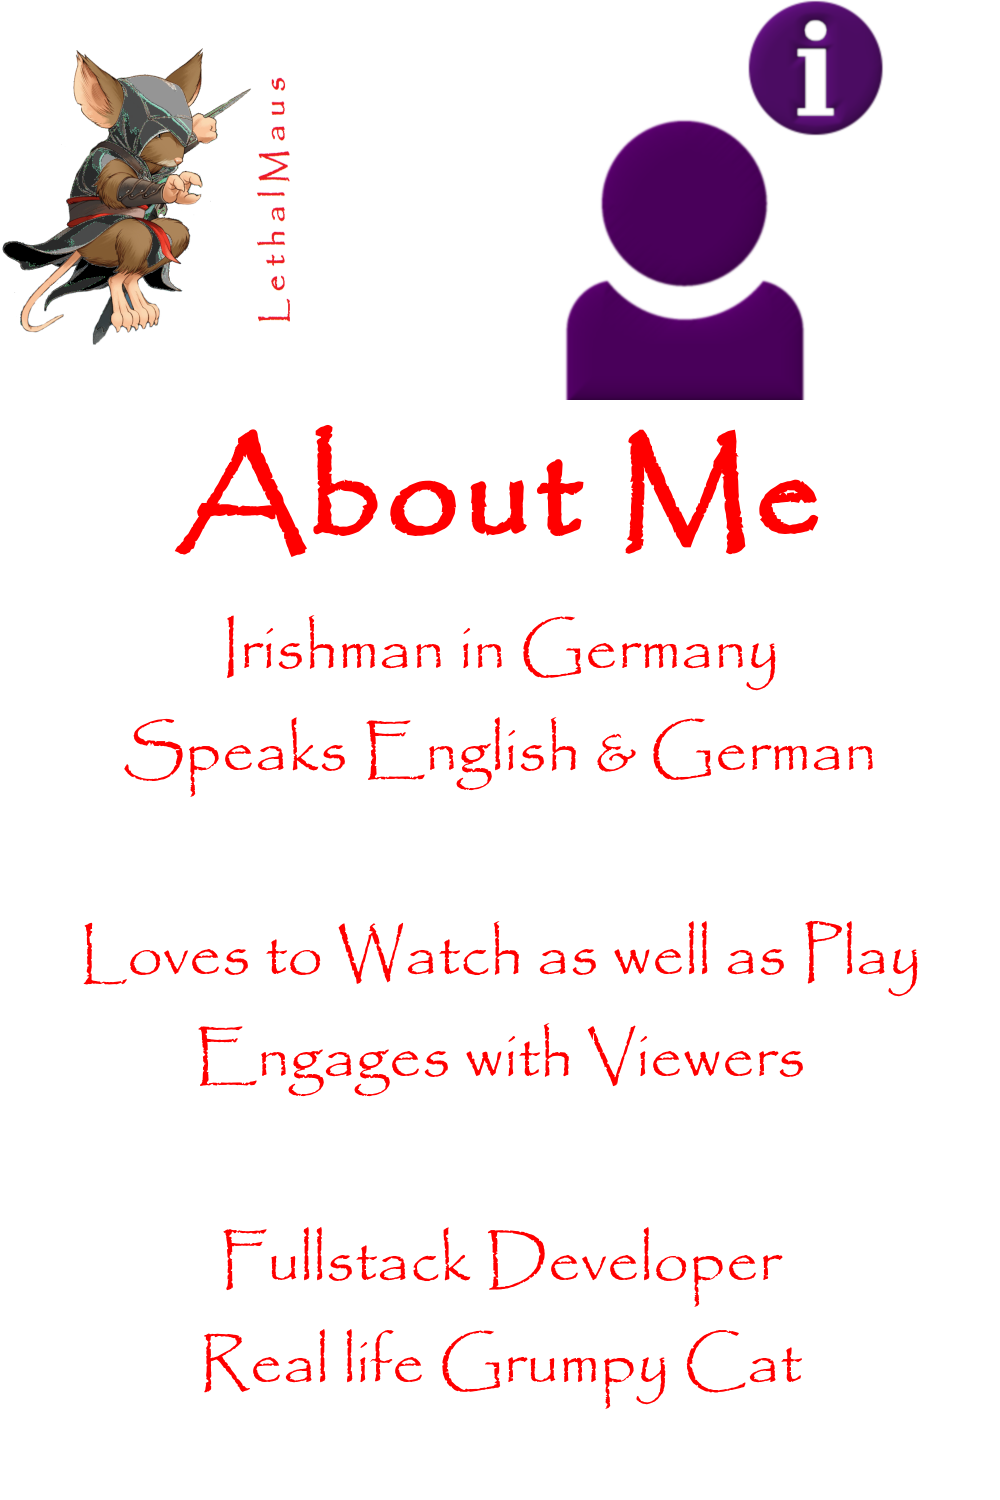 LethalMaus
i
About Me
Irishman in Germany
Speaks English & German
Loves to Watch as well as Play
Engages with Viewers
Fullstack Developer
Real life Grumpy Cat